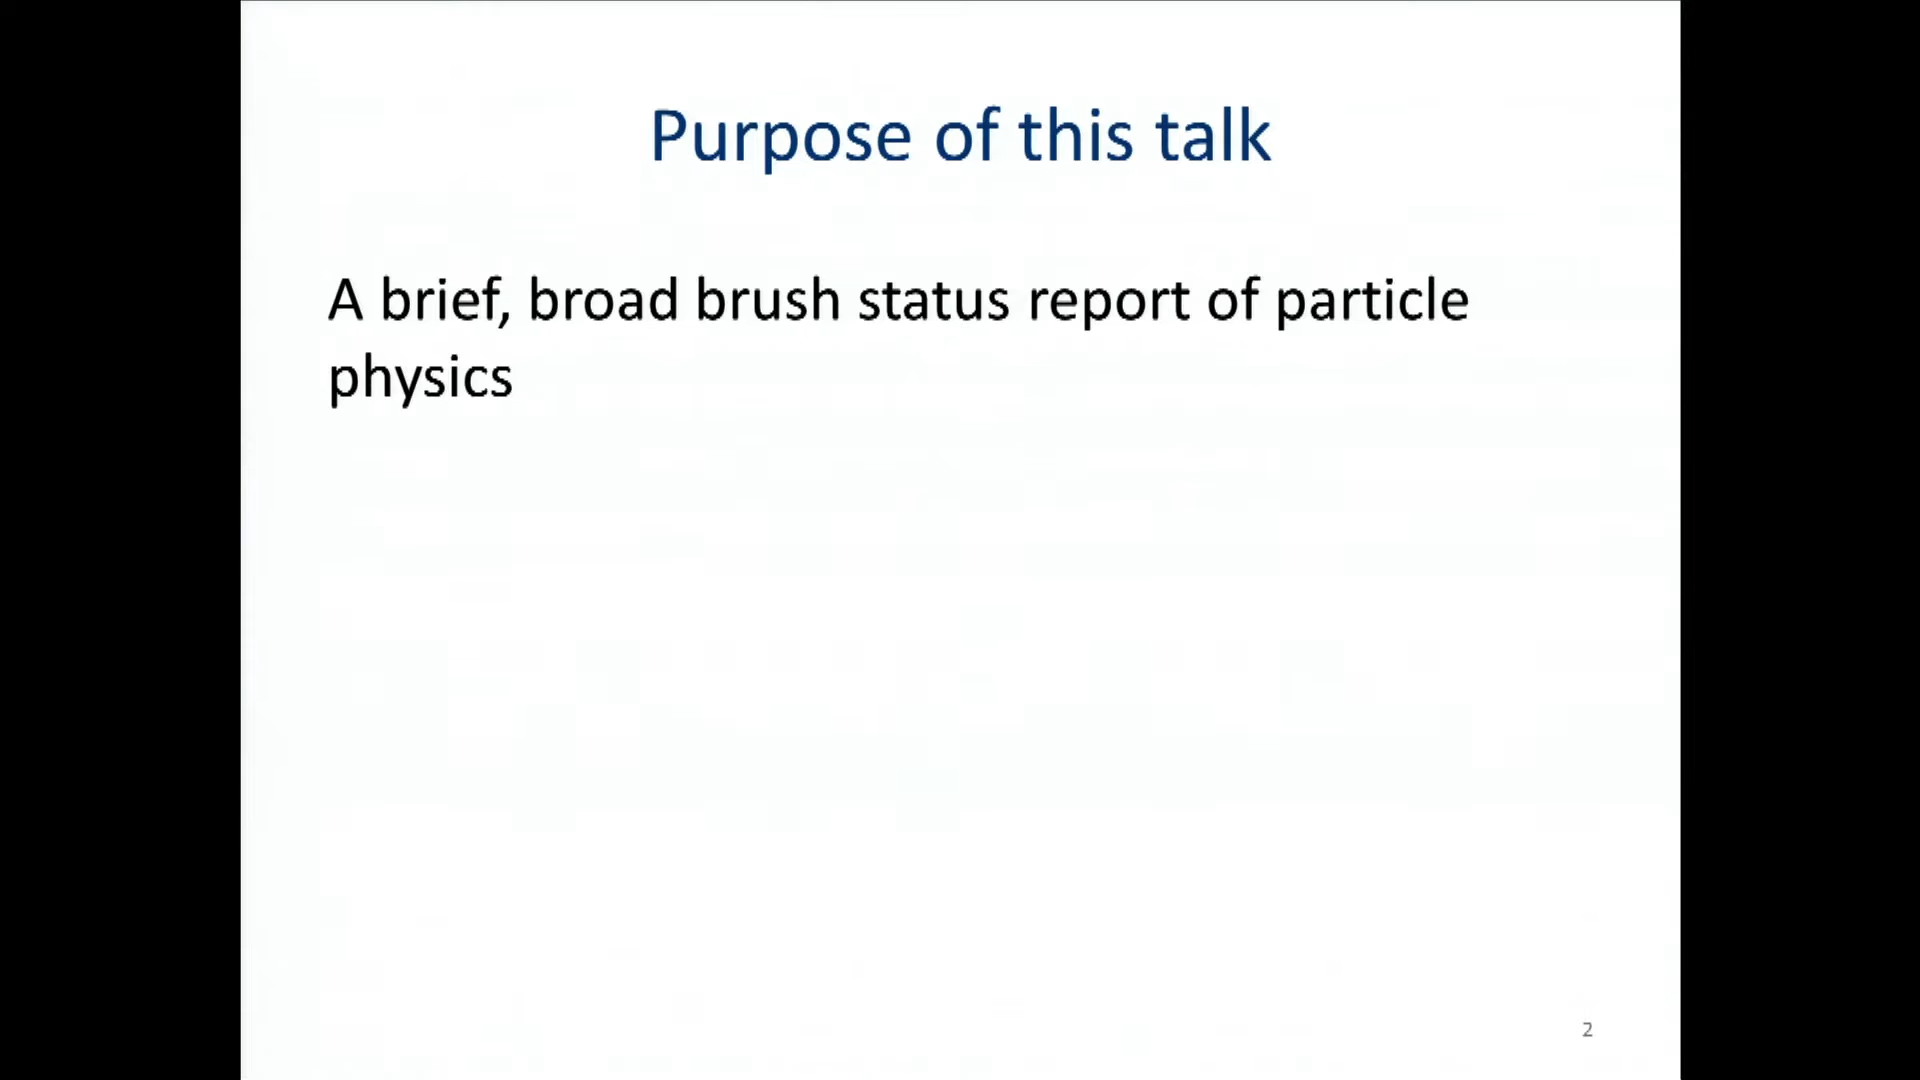 Purpose of this talk
A brief, broad brush status report of particle
physics
2